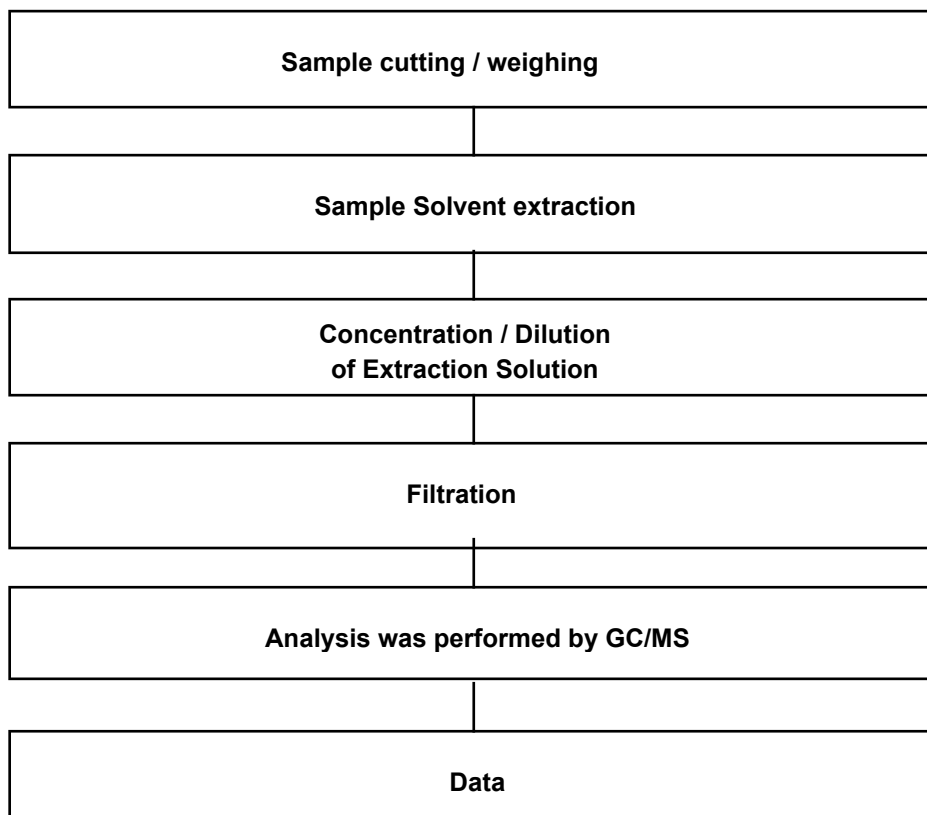 Sample cutting / weighing
Sample Solvent extraction
Concentration / Dilution
of Extraction Solution
Filtration
Analysis was performed by GC/MS
Data